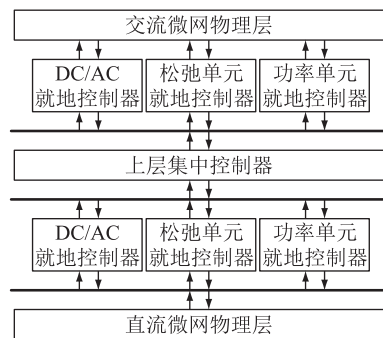 交流微网物理层
DC/AC
就地控制器
松弛单元
就地控制器
功率单元
就地控制器
上层集中控制器
DC/AC
就地控制器
松弛单元
就地控制器
功率单元
就地控制器
直流微网物理层